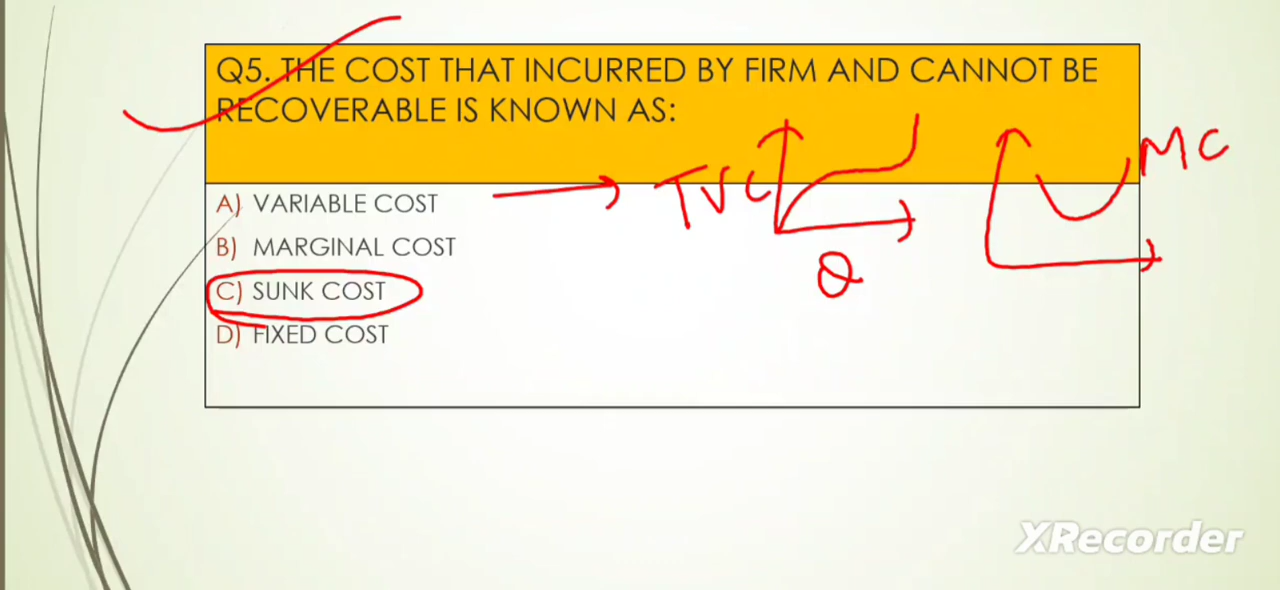 Q5. THE COST THAT INCURRED BY FIRM AND CANNOT BE
RECOVERABLE IS KNOWN AS:
A) VARIABLE COST
B) MARGINAL COST
C) SUNK COST
D) FIXED COST
TVC
Q
MC
XRecorder